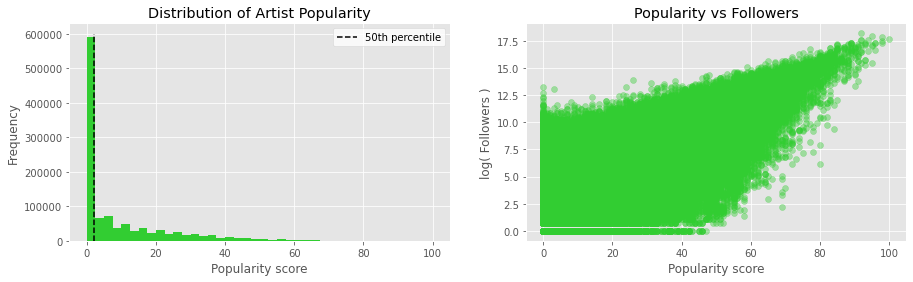 Distribution of Artist Popularity
50th percentile
Frequency
600000
500000
400000
300000
200000
100000
0
0 20 40 60 80 100
Popularity score
Popularity vs Followers
log( Followers )
17.5
15.0
12.5
10.0
7.5
5.0
2.5
0.0
0 20 40 60 80 100
Popularity score